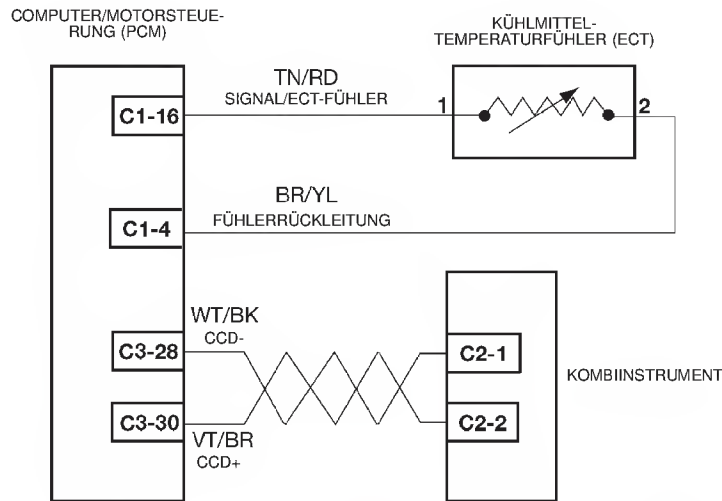 COMPUTER/MOTORSTEUE-
RUNG (PCM)
KÜHLMITTEL-
TEMPERATURFÜHLER (ECT)
TN/RD
SIGNAL/ECT-FÜHLER
C1-16
1
2
BR/YL
FÜHLERRÜCKLEITUNG
C1-4
WT/BK
CCD-
C3-28
C2-1
KOMBIINSTRUMENT
C3-30
C2-2
VT/BR
CCD+